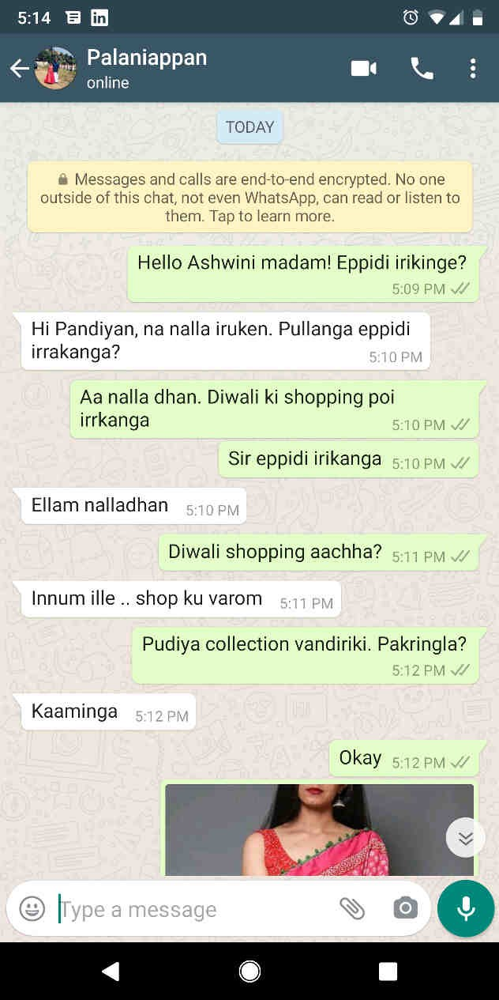 5:14
in
Palaniappan
online
TODAY
Messages and calls are end-to-end encrypted. No one
outside of this chat, not even WhatsApp, can read or listen to
them. Tap to learn more.
Hello Ashwini madam! Eppidi irikinge?
5:09 PM
Hi Pandiyan, na nalla iruken. Pullanga eppidi
irrakanga?
5:10 PM
Aa nalla dhan. Diwali ki shopping poi
irrkanga
5:10 PM
Sir eppidi irikanga 5:10 PM
Ellam nalladhan 5:10 PM
Diwali shopping aachha? 5:11 PM
Innum ille .. shop ku varom 5:11 PM
Pudiya collection vandiriki. Pakringla?
5:12 PM
Kaaminga 5:12 PM
Okay 5:12 PM
Type a message